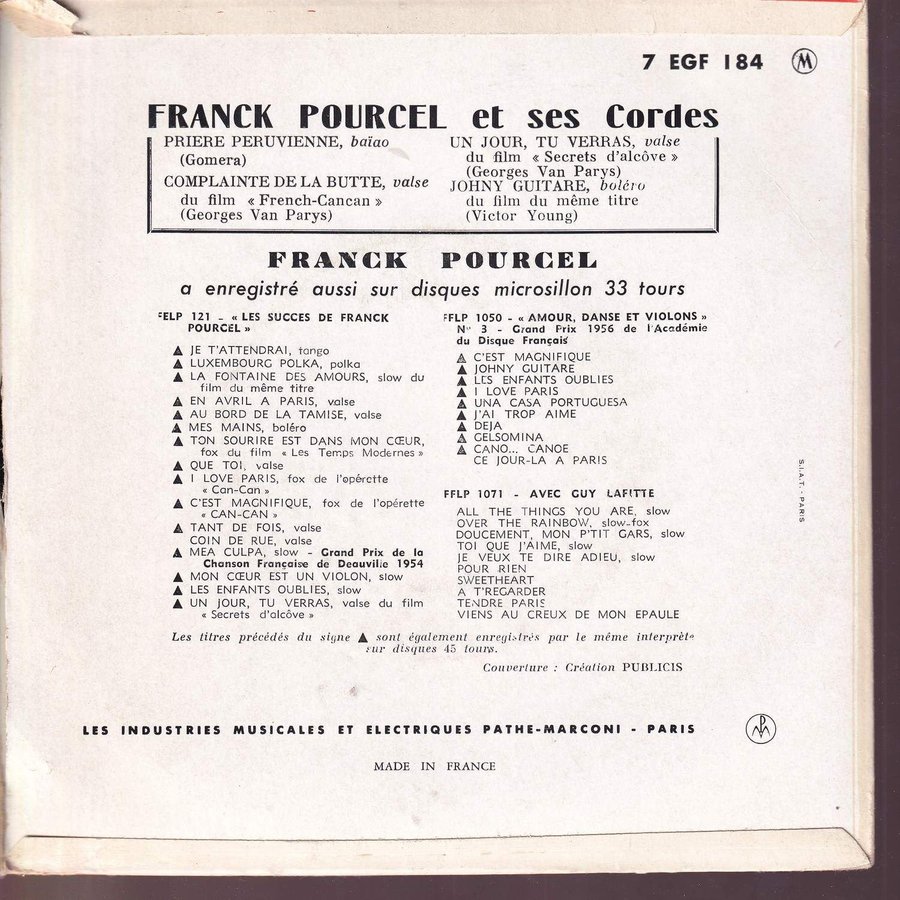 7 EGF 184 M
FRANCK POURCEL et ses Cordes
PRIERE PERUVIENNE, baïao
(Gomera)
COMPLAINTE DE LA BUTTE, valse
du film « French-Cancan »
(Georges Van Parys)
UN JOUR, TU VERRAS, valse
du film « Secrets d'alcôve »
(Georges Van Parys)
JOHNY GUITARE, boléro
du film du même titre
(Victor Young)
FRANCK POURCEL
a enregistré aussi sur disques microsillon 33 tours
FELP 121 - « LES SUCCES DE FRANCK
POURCEL »
▲ JE T'ATTENDRAI, tango
▲ LUXEMBOURG POLKA, polka
▲ LA FONTAINE DES AMOURS, slow du
film du même titre
▲ EN AVRIL A PARIS, valse
▲ AU BORD DE LA TAMISE, valse
▲ MES MAINS, boléro
▲ TON SOURIRE EST DANS MON CŒUR,
fox du film « Les Temps Modernes »
▲ QUE TOI, valse
▲ I LOVE PARIS, fox de l'opérette
« Can-Can »
▲ C'EST MAGNIFIQUE, fox de l'opérette
« CAN-CAN »
▲ TANT DE FOIS, valse
COIN DE RUE, valse
▲ MEA CULPA, slow - Grand Prix de la
Chanson Française de Deauville 1954
▲ MON CŒUR EST UN VIOLON, slow
▲ LES ENFANTS OUBLIES, slow
▲ UN JOUR, TU VERRAS, valse du film
« Secrets d'alcôve »
FFLP 1050 - « AMOUR, DANSE ET VIOLONS »
N° 3 - Grand Prix 1956 de l'Académie
du Disque Français
▲ C'EST MAGNIFIQUE
▲ JOHNY GUITARE
▲ LES ENFANTS OUBLIES
▲ I LOVE PARIS
▲ UNA CASA PORTUGUESA
▲ J'AI TROP AIME
▲ DEJA
▲ GELSOMINA
▲ CANO... CANOE
CE JOUR-LA A PARIS
FFLP 1071 - AVEC GUY LAFITTE
ALL THE THINGS YOU ARE, slow
OVER THE RAINBOW, slow-fox
DOUCEMENT, MON P'TIT GARS, slow
TOI QUE J'AIME, slow
JE VEUX TE DIRE ADIEU, slow
POUR RIEN
SWEETHEART
A T'REGARDER
TENDRE PARIS
VIENS AU CREUX DE MON EPAULE
S.I.A.T. - PARIS
Les titres précédés du signe ▲ sont également enregistrés par le même interprète
sur disques 45 tours.
Couverture : Création PUBLICIS
LES INDUSTRIES MUSICALES ET ELECTRIQUES PATHE-MARCONI - PARIS
MADE IN FRANCE